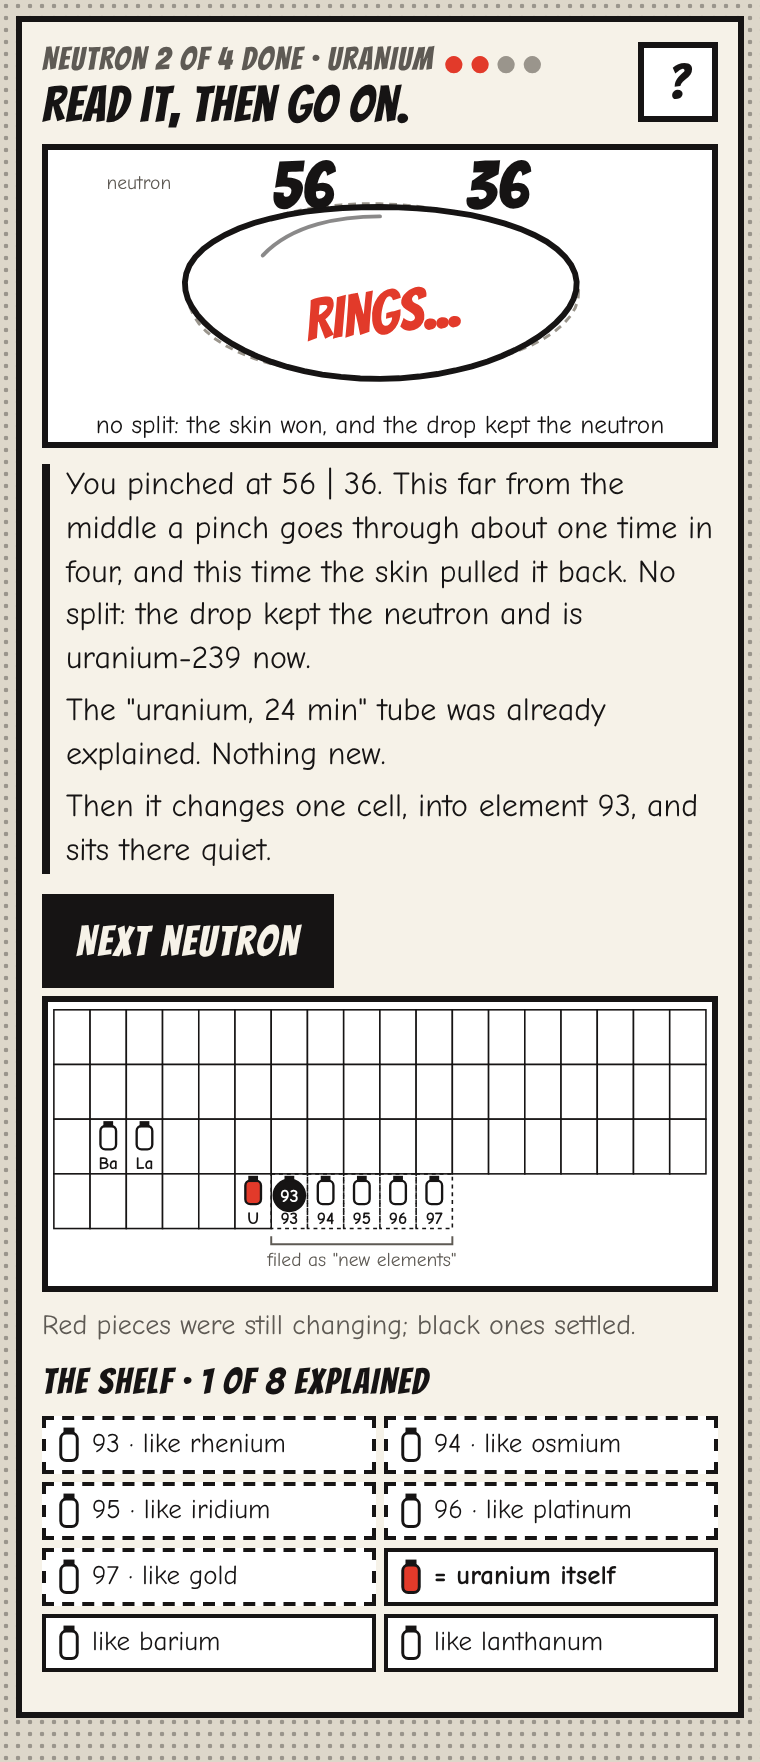 NEUTRON 2 OF 4 DONE · URANIUM
READ IT, THEN GO ON.
?
neutron
56
36
RINGS...
no split: the skin won, and the drop kept the neutron
You pinched at 56 | 36. This far from the
middle a pinch goes through about one time in
four, and this time the skin pulled it back. No
split: the drop kept the neutron and is
uranium-239 now.
The "uranium, 24 min" tube was already
explained. Nothing new.
Then it changes one cell, into element 93, and
sits there quiet.
NEXT NEUTRON
Ba La
93
U 93 94 95 96 97
filed as "new elements"
Red pieces were still changing; black ones settled.
THE SHELF · 1 OF 8 EXPLAINED
93 · like rhenium
94 · like osmium
95 · like iridium
96 · like platinum
97 · like gold
= uranium itself
like barium
like lanthanum